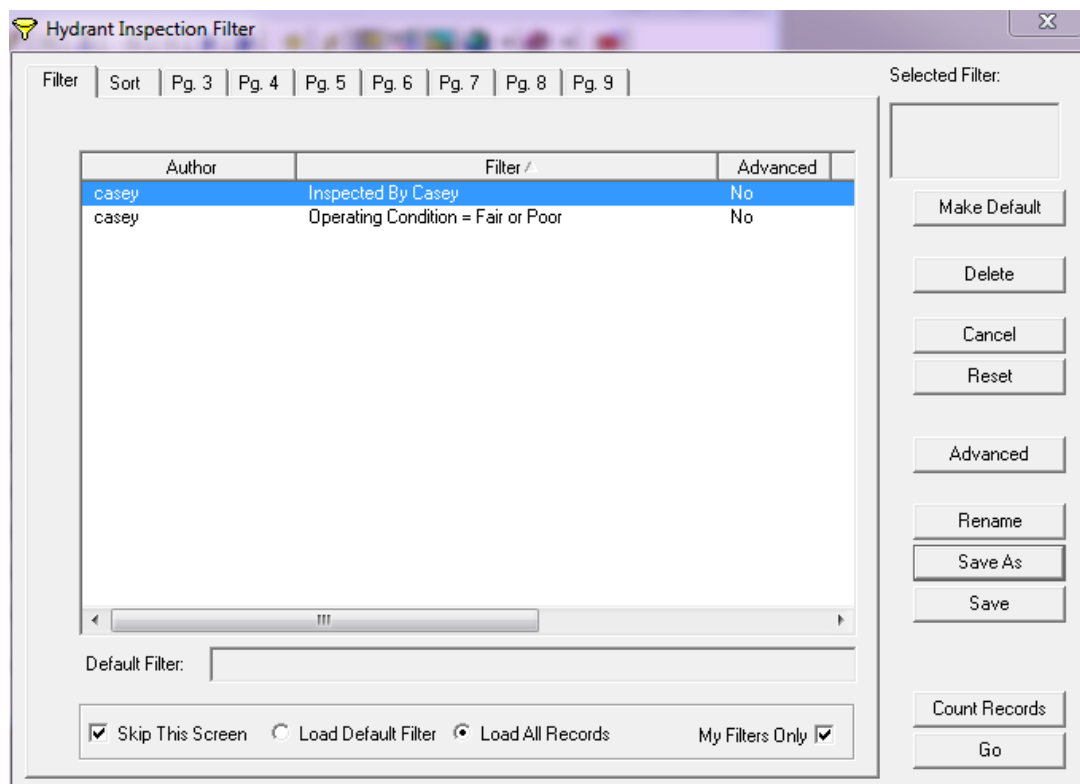 Hydrant Inspection Filter
Filter Sort Pg. 3 Pg. 4 Pg. 5 Pg. 6 Pg. 7 Pg. 8 Pg. 9
Selected Filter:
Author Filter Advanced
casey Inspected By Casey No
casey Operating Condition = Fair or Poor No
Make Default
Delete
Cancel
Reset
Advanced
Rename
Save As
Save
Default Filter:
Skip This Screen Load Default Filter Load All Records My Filters Only
Count Records
Go